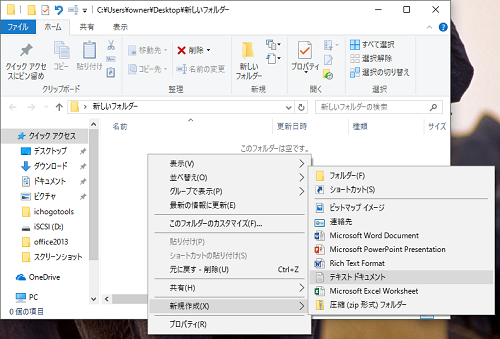 C:¥Users¥owner¥Desktop¥新しいフォルダー
ファイル ホーム 共有 表示
クイック アクセスにピン留め
コピー
貼り付け
移動先
コピー先
削除
名前の変更
新しいフォルダー
プロパティ
すべて選択
選択解除
選択の切り替え
クリップボード 整理 新規 開く 選択
新しいフォルダー
新しいフォルダーの検索
名前 更新日時 種類 サイズ
このフォルダーは空です。
クイック アクセス
デスクトップ
ダウンロード
ドキュメント
ピクチャ
ichogotools
iSCSI (D:)
office2013
スクリーンショット
OneDrive
PC
0 個の項目
表示(V)
並べ替え(O)
グループで表示(P)
最新の情報に更新(E)
このフォルダーのカスタマイズ(F)...
貼り付け(P)
ショートカットの貼り付け(S)
元に戻す - 削除(U) Ctrl+Z
共有(H)
新規作成(X)
プロパティ(R)
フォルダー(F)
ショートカット(S)
ビットマップ イメージ
連絡先
Microsoft Word Document
Microsoft PowerPoint Presentation
Rich Text Format
テキスト ドキュメント
Microsoft Excel Worksheet
圧縮 (zip 形式) フォルダー